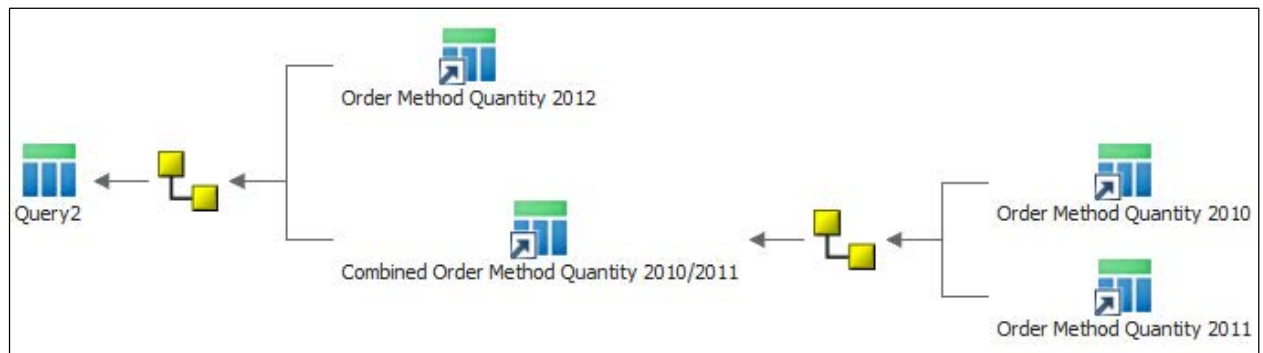 Order Method Quantity 2012
Query2
Combined Order Method Quantity 2010/2011
Order Method Quantity 2010
Order Method Quantity 2011